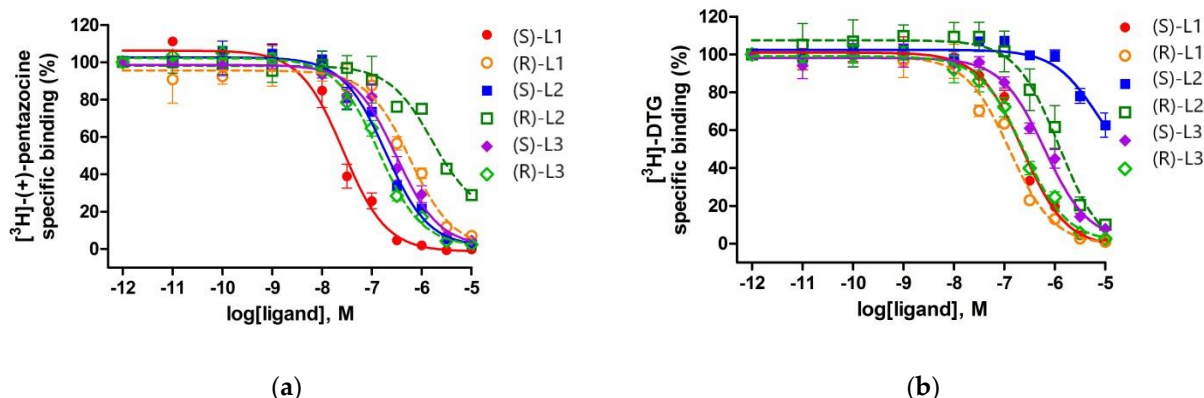 [³H]-(+)-pentazocine
specific binding (%)
120
100
80
60
40
20
0
-12 -11 -10 -9 -8 -7 -6 -5
log[ligand], M
(S)-L1
(R)-L1
(S)-L2
(R)-L2
(S)-L3
(R)-L3
(a)
[³H]-DTG
specific binding (%)
120
100
80
60
40
20
0
-12 -11 -10 -9 -8 -7 -6 -5
log[ligand], M
(S)-L1
(R)-L1
(S)-L2
(R)-L2
(S)-L3
(R)-L3
(b)